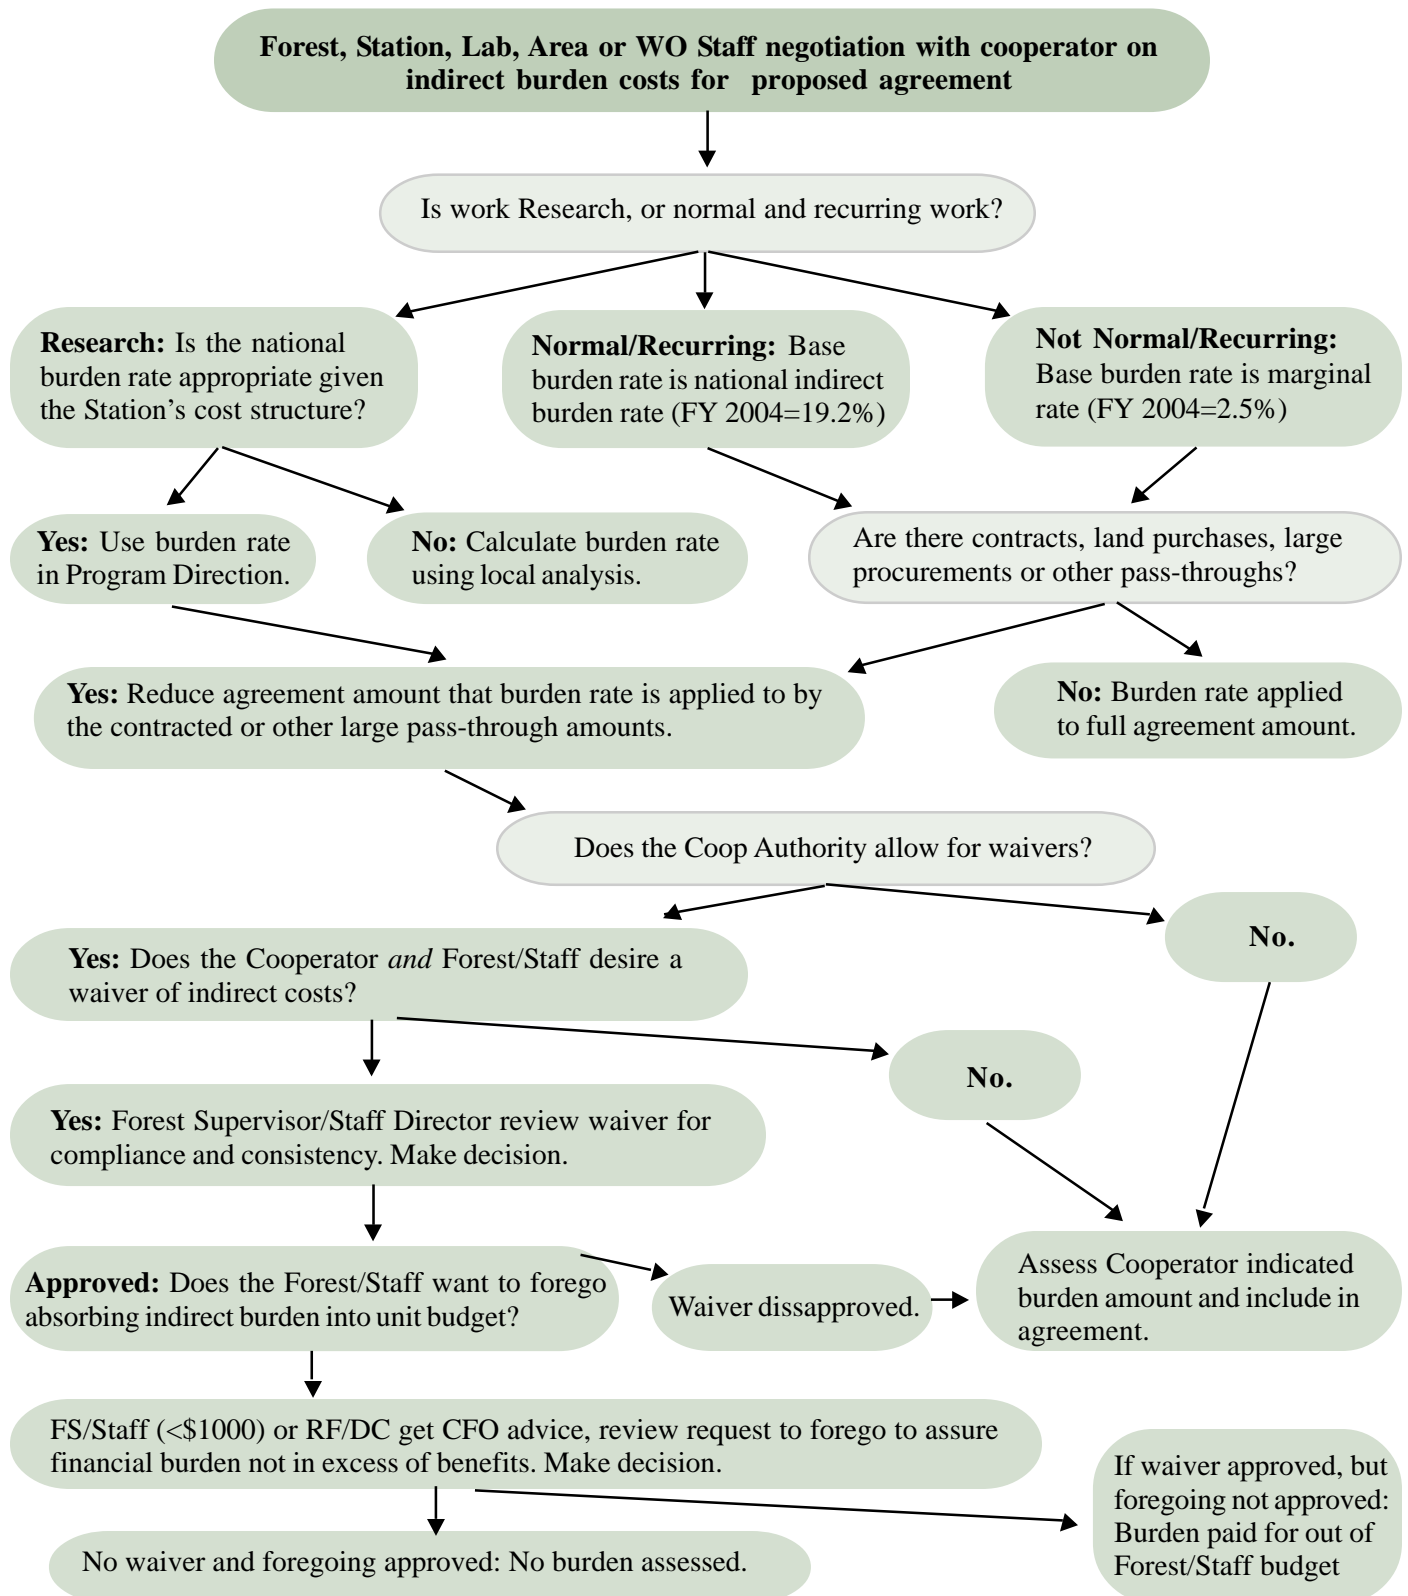 Forest, Station, Lab, Area or WO Staff negotiation with cooperator on
indirect burden costs for proposed agreement
Is work Research, or normal and recurring work?
Research: Is the national
burden rate appropriate given
the Station's cost structure?
Normal/Recurring: Base
burden rate is national indirect
burden rate (FY 2004=19.2%)
Not Normal/Recurring:
Base burden rate is marginal
rate (FY 2004=2.5%)
Yes: Use burden rate
in Program Direction.
No: Calculate burden rate
using local analysis.
Are there contracts, land purchases, large
procurements or other pass-throughs?
Yes: Reduce agreement amount that burden rate is applied to by
the contracted or other large pass-through amounts.
No: Burden rate applied
to full agreement amount.
Does the Coop Authority allow for waivers?
Yes: Does the Cooperator and Forest/Staff desire a
waiver of indirect costs?
No.
No.
Yes: Forest Supervisor/Staff Director review waiver for
compliance and consistency. Make decision.
Approved: Does the Forest/Staff want to forego
absorbing indirect burden into unit budget?
Waiver dissapproved.
Assess Cooperator indicated
burden amount and include in
agreement.
FS/Staff (<$1000) or RF/DC get CFO advice, review request to forego to assure
financial burden not in excess of benefits. Make decision.
If waiver approved, but
foregoing not approved:
Burden paid for out of
Forest/Staff budget
No waiver and foregoing approved: No burden assessed.